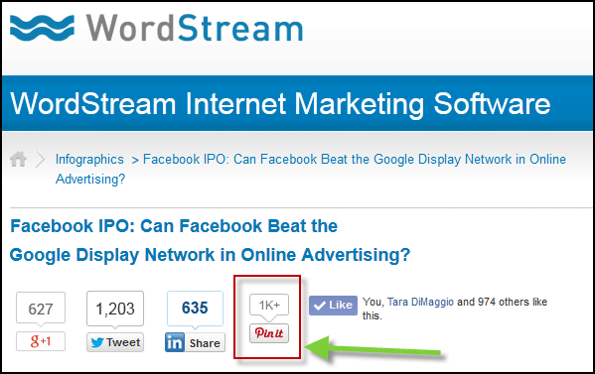 WordStream
WordStream Internet Marketing Software
Infographics > Facebook IPO: Can Facebook Beat the Google Display Network in Online
Advertising?
Facebook IPO: Can Facebook Beat the
Google Display Network in Online Advertising?
627 1,203 635 1K+
Like You, Tara DiMaggio and 974 others like
this.
g+1 Tweet in Share Pin it